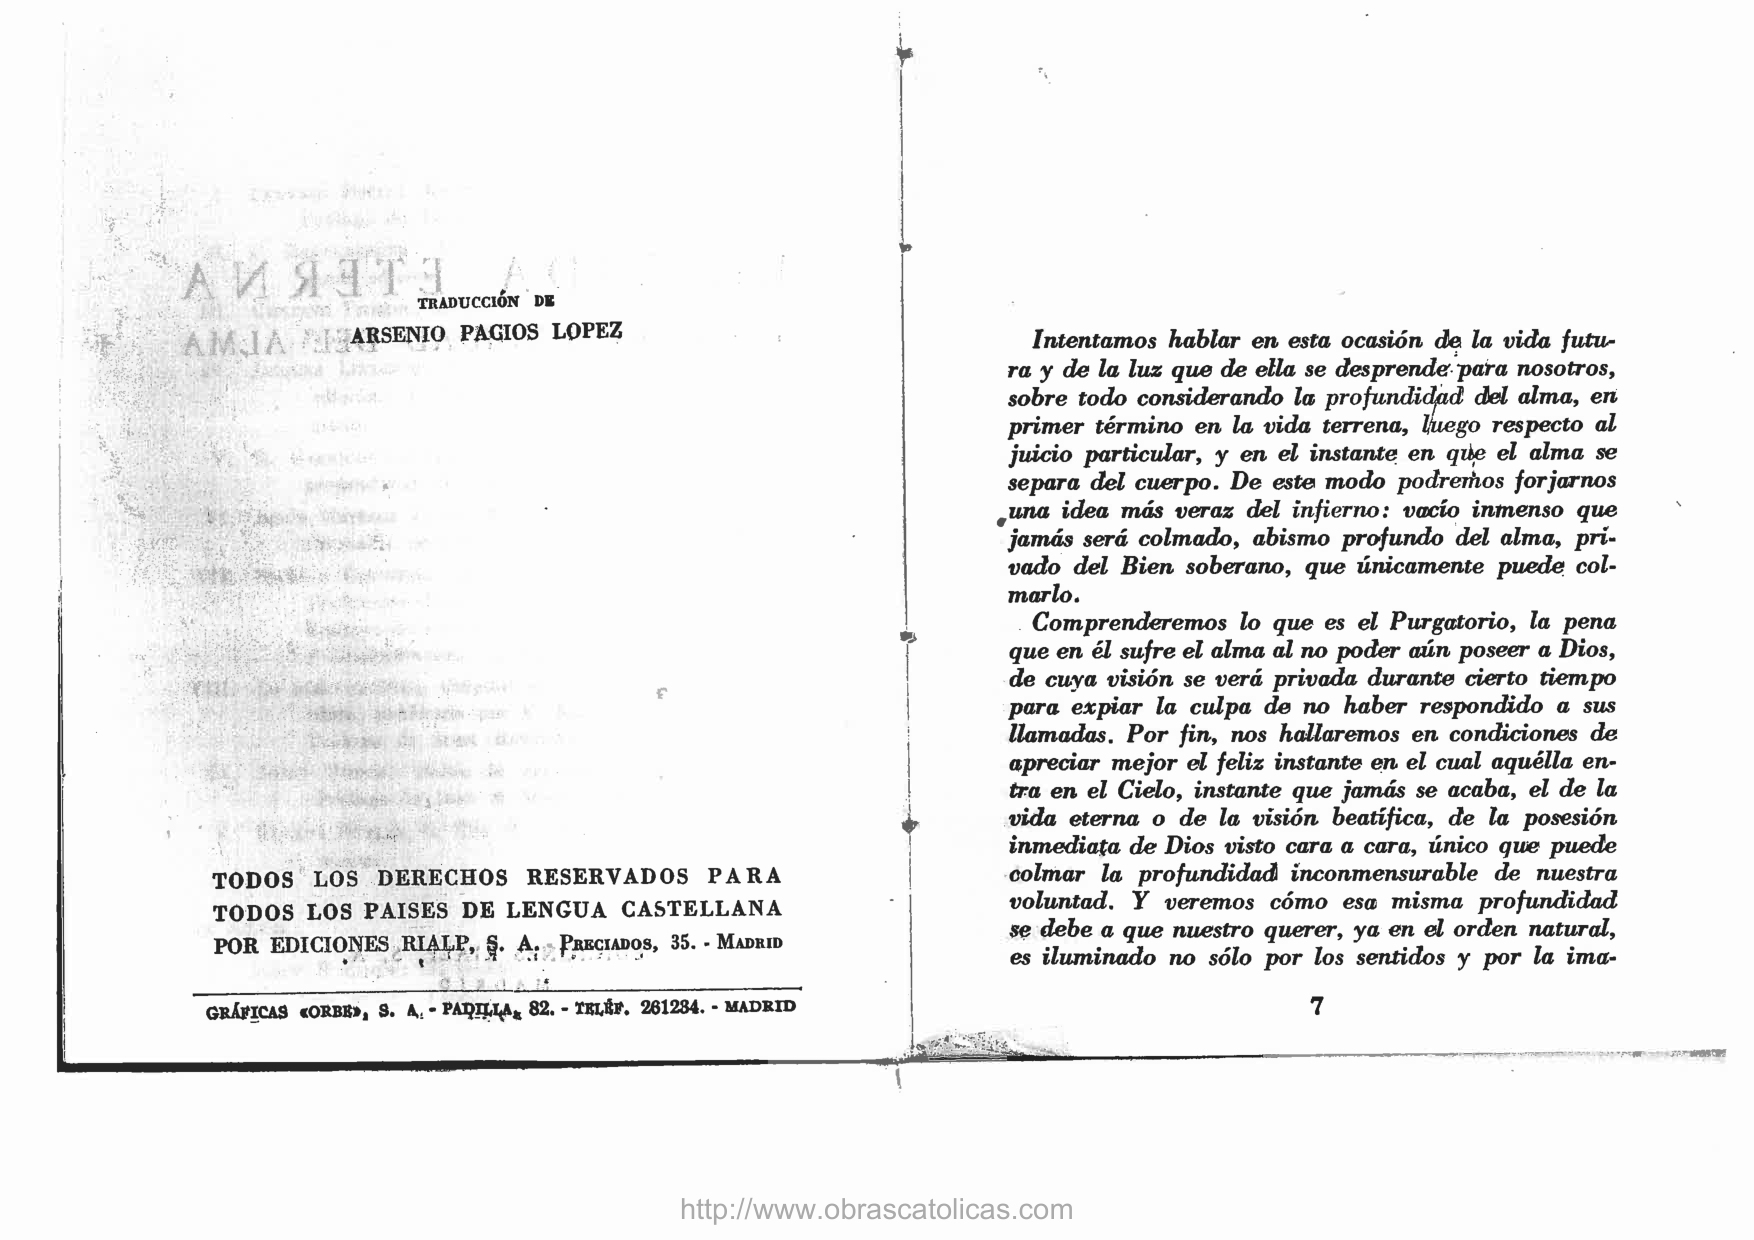 TRADUCCIÓN DE
ARSENIO PAGIOS LOPEZ
TODOS LOS DERECHOS RESERVADOS PARA
TODOS LOS PAISES DE LENGUA CASTELLANA
POR EDICIONES RIALP, S. A. PRECIADOS, 35. - MADRID
GRÁFICAS «ORBE», S. A. - PADILLA, 82. - TELÉF. 261234. - MADRID
Intentamos hablar en esta ocasión de la vida futu-
ra y de la luz que de ella se desprende para nosotros,
sobre todo considerando la profundidad del alma, en
primer término en la vida terrena, luego respecto al
juicio particular, y en el instante en que el alma se
separa del cuerpo. De este modo podremos forjarnos
una idea más veraz del infierno: vacío inmenso que
jamás será colmado, abismo profundo del alma, pri-
vado del Bien soberano, que únicamente puede col-
marlo.
Comprenderemos lo que es el Purgatorio, la pena
que en él sufre el alma al no poder aún poseer a Dios,
de cuya visión se verá privada durante cierto tiempo
para expiar la culpa de no haber respondido a sus
llamadas. Por fin, nos hallaremos en condiciones de
apreciar mejor el feliz instante en el cual aquélla en-
tra en el Cielo, instante que jamás se acaba, el de la
vida eterna o de la visión beatífica, de la posesión
inmediata de Dios visto cara a cara, único que puede
colmar la profundidad inconmensurable de nuestra
voluntad. Y veremos cómo esa misma profundidad
se debe a que nuestro querer, ya en el orden natural,
es iluminado no sólo por los sentidos y por la ima-
7
http://www.obrascatolicas.com